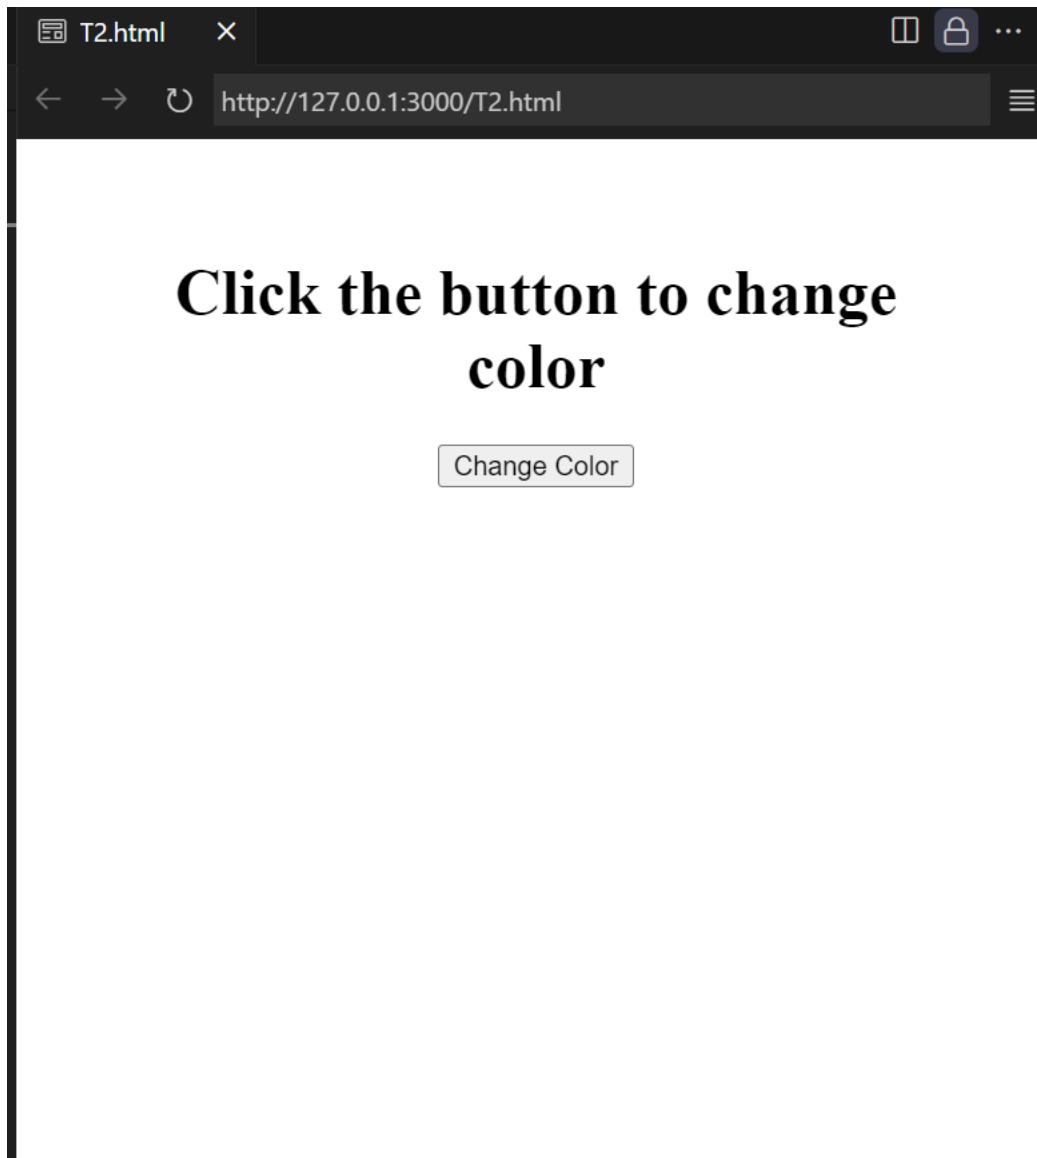 T2.html
http://127.0.0.1:3000/T2.html
Click the button to change
color
Change Color